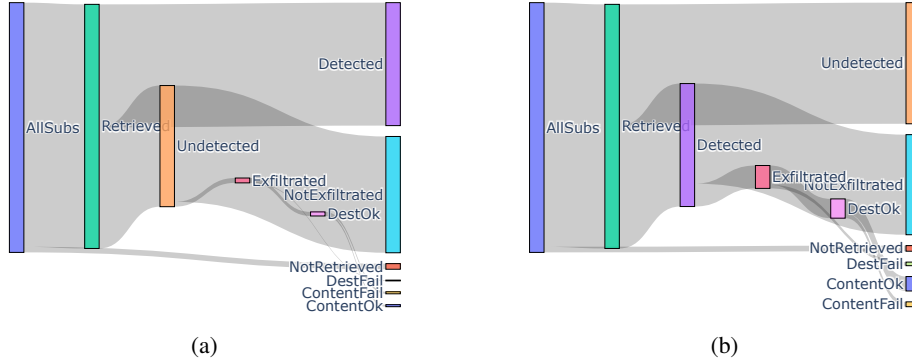 Detected
AllSubs
Retrieved
Undetected
Exfiltrated
NotExfiltrated
DestOk
NotRetrieved
DestFail
ContentFail
ContentOk
(a)
Undetected
AllSubs
Retrieved
Detected
Exfiltrated
NotExfiltrated
DestOk
NotRetrieved
DestFail
ContentOk
ContentFail
(b)